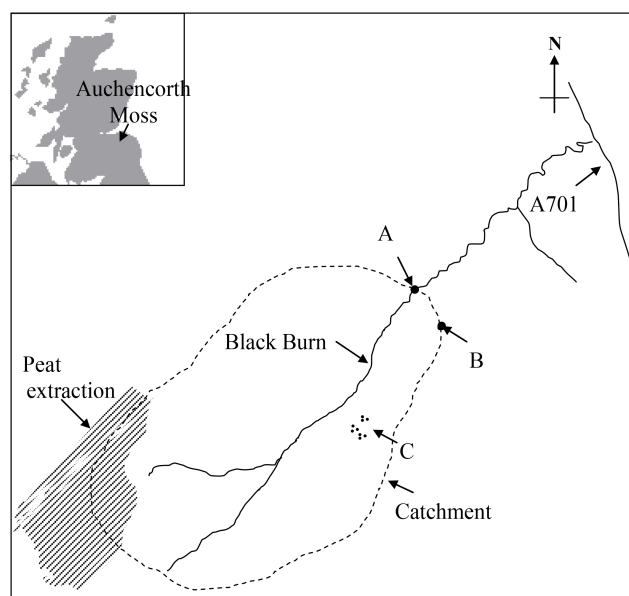 Auchencorth
Moss
N
A701
A
Black Burn
B
Peat
extraction
C
Catchment